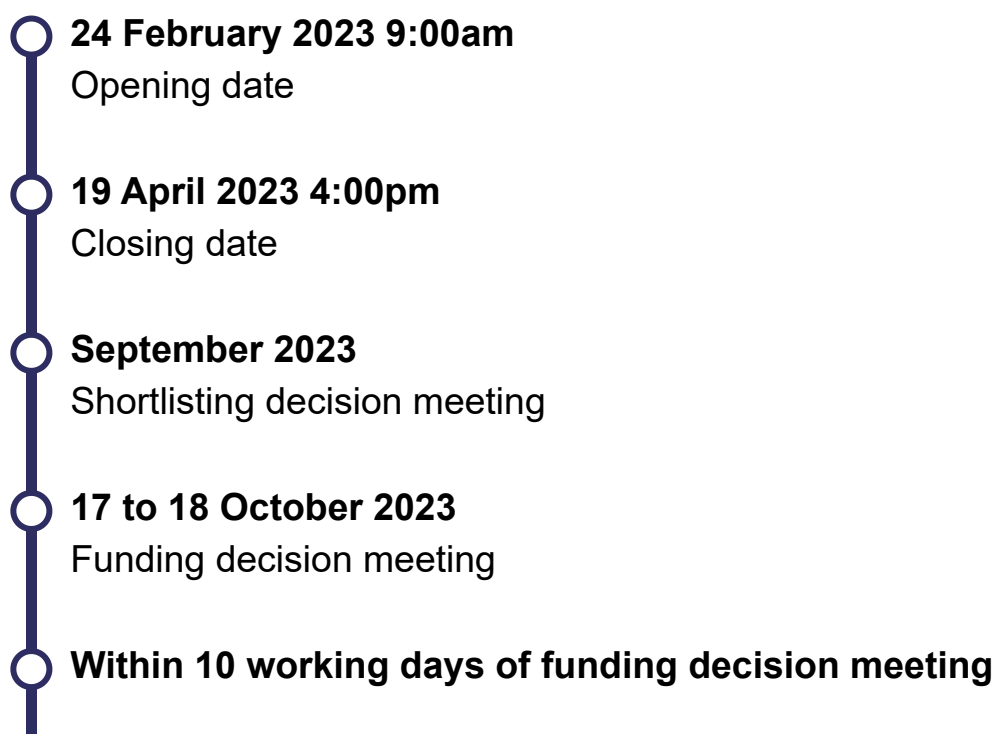 24 February 2023 9:00am
Opening date
19 April 2023 4:00pm
Closing date
September 2023
Shortlisting decision meeting
17 to 18 October 2023
Funding decision meeting
Within 10 working days of funding decision meeting